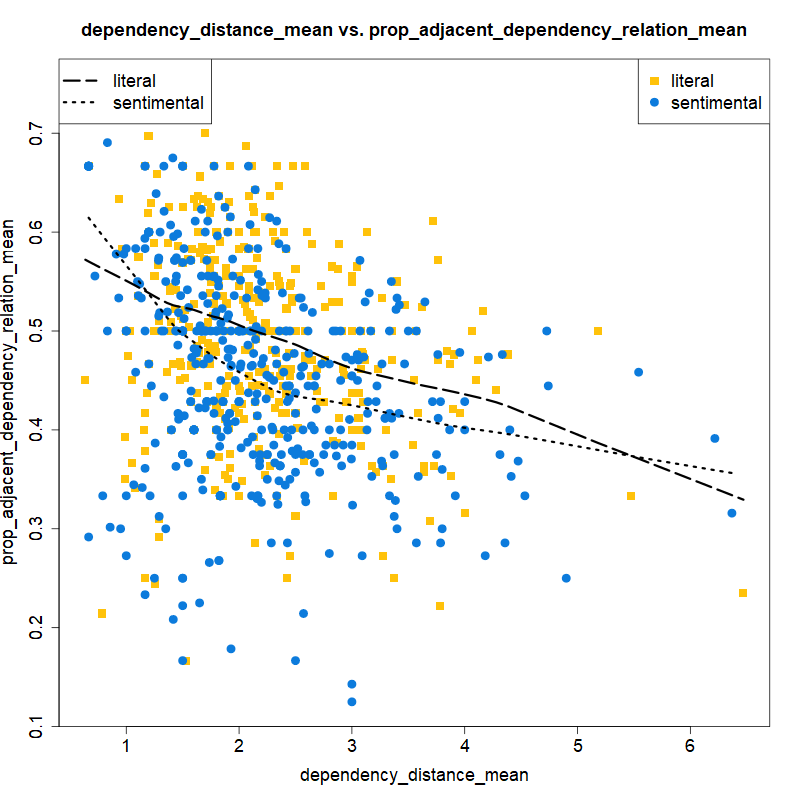 dependency_distance_mean vs. prop_adjacent_dependency_relation_mean
literal
sentimental
literal
sentimental
prop_adjacent_dependency_relation_mean
0.7
0.6
0.5
0.4
0.3
0.2
0.1
1 2 3 4 5 6
dependency_distance_mean